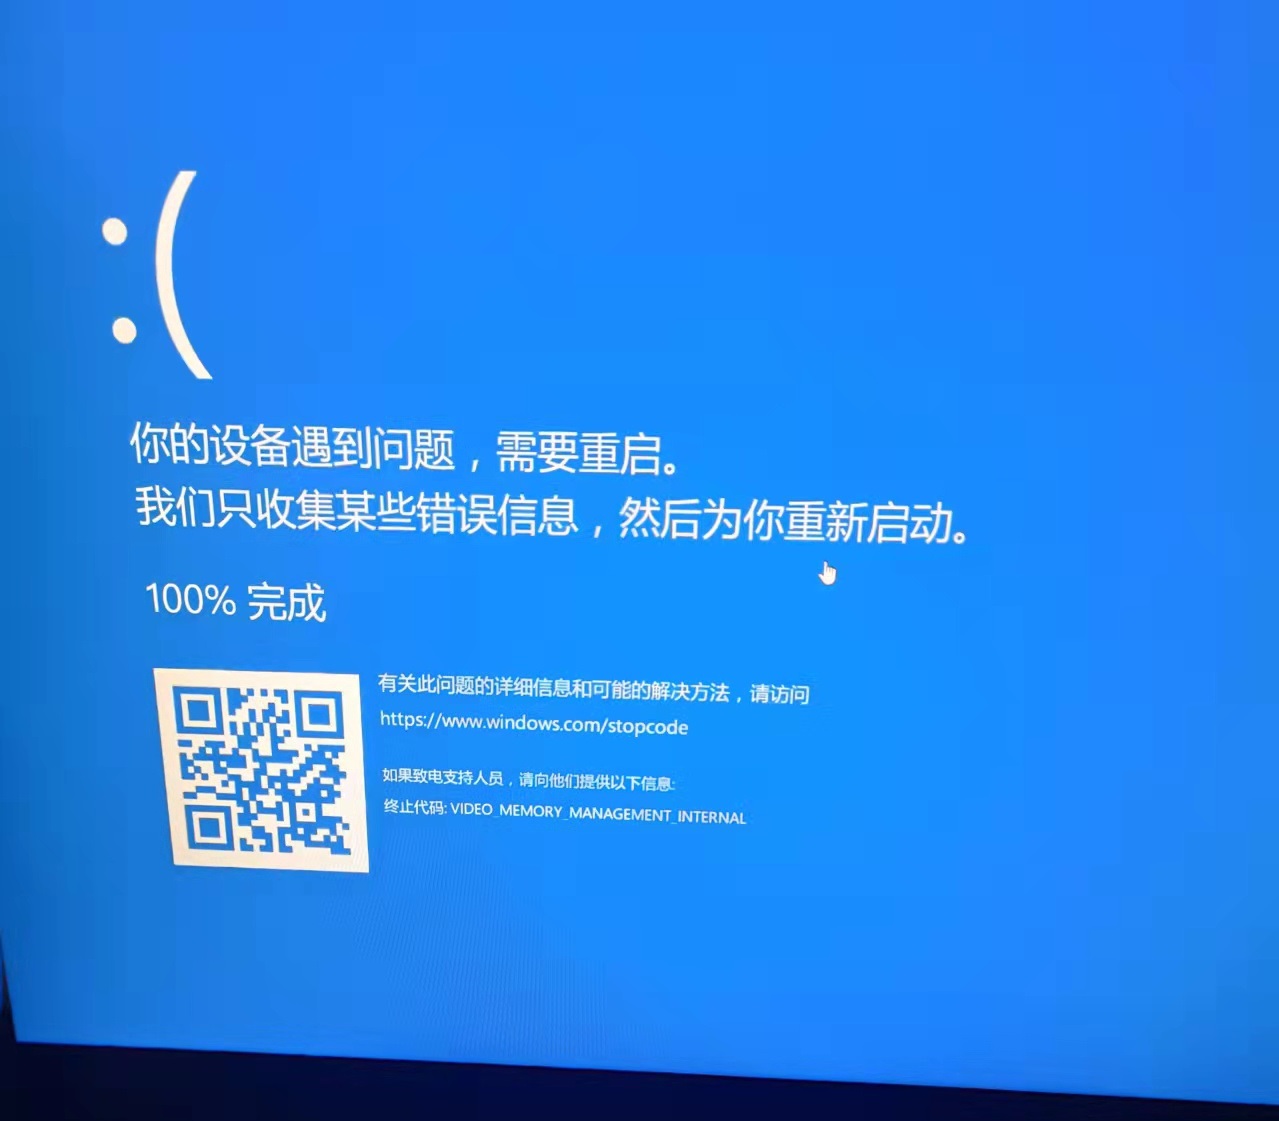 :(
你的设备遇到问题，需要重启。
我们只收集某些错误信息，然后为你重新启动。
100% 完成
有关此问题的详细信息和可能的解决方法，请访问
https://www.windows.com/stopcode
如果致电支持人员，请向他们提供以下信息:
终止代码: VIDEO_MEMORY_MANAGEMENT_INTERNAL